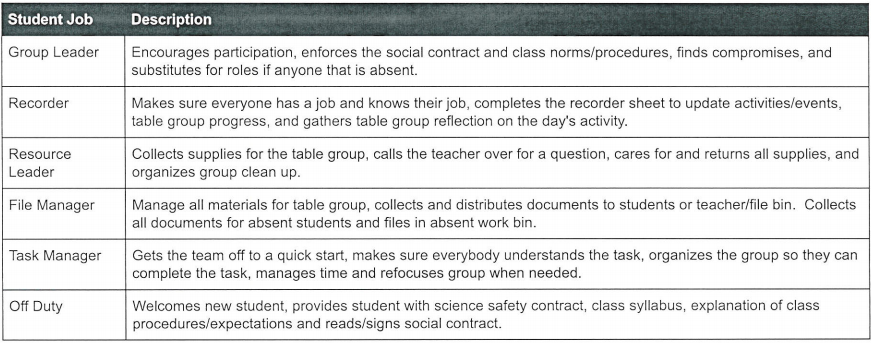 Student Job Description
Group Leader Encourages participation, enforces the social contract and class norms/procedures, finds compromises, and
substitutes for roles if anyone that is absent.
Recorder Makes sure everyone has a job and knows their job, completes the recorder sheet to update activities/events,
table group progress, and gathers table group reflection on the day's activity.
Resource Collects supplies for the table group, calls the teacher over for a question, cares for and returns all supplies, and
Leader organizes group clean up.
File Manager Manage all materials for table group, collects and distributes documents to students or teacher/file bin. Collects
all documents for absent students and files in absent work bin.
Task Manager Gets the team off to a quick start, makes sure everybody understands the task, organizes the group so they can
complete the task, manages time and refocuses group when needed.
Off Duty Welcomes new student, provides student with science safety contract, class syllabus, explanation of class
procedures/expectations and reads/signs social contract.